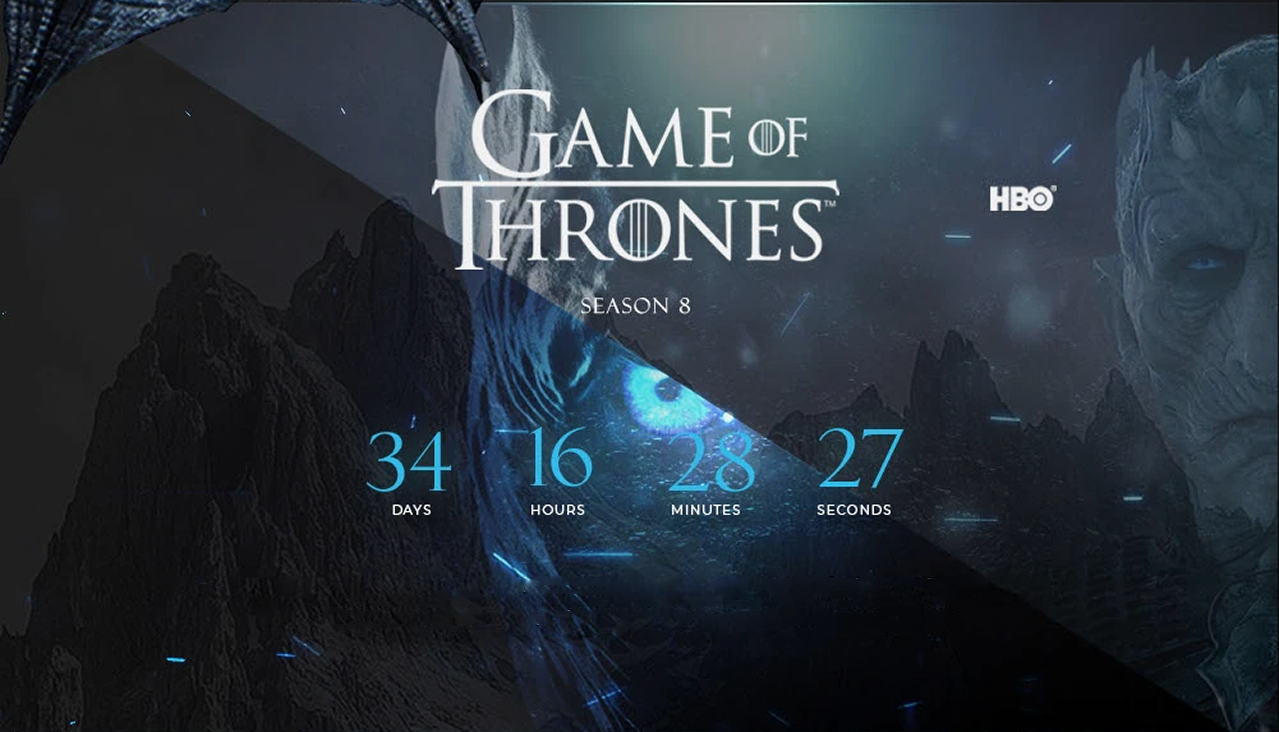 GAME OF
THRONES™
HBO®
SEASON 8
34 16 28 27
DAYS HOURS MINUTES SECONDS